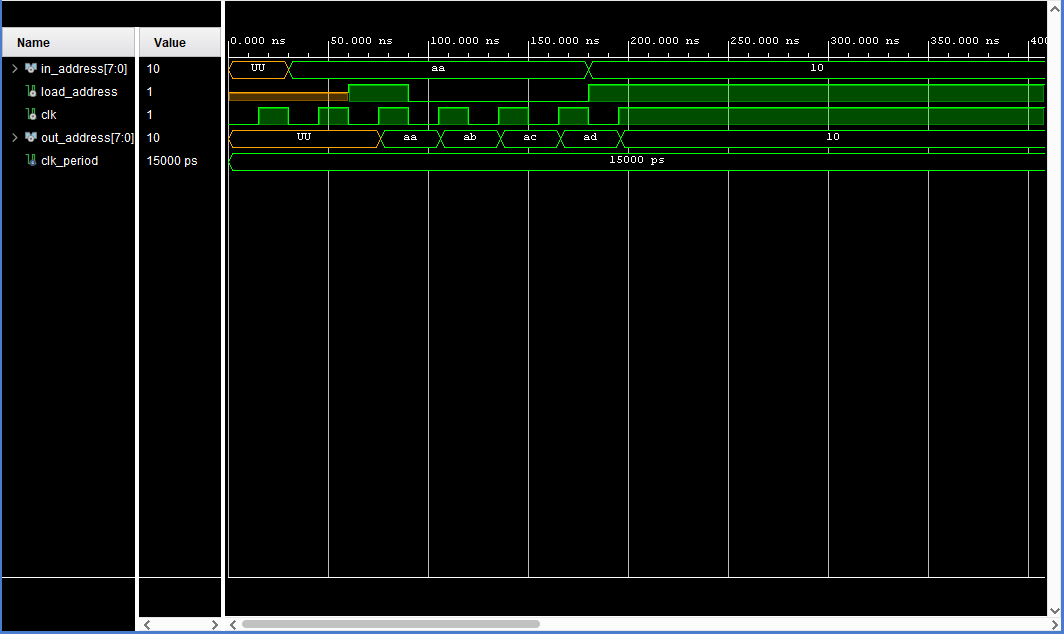 Name Value
0.000 ns 50.000 ns 100.000 ns 150.000 ns 200.000 ns 250.000 ns 300.000 ns 350.000 ns 400
in_address[7:0] 10 UU aa 10
load_address 1
clk 1
out_address[7:0] 10 UU aa ab ac ad 10
clk_period 15000 ps 15000 ps